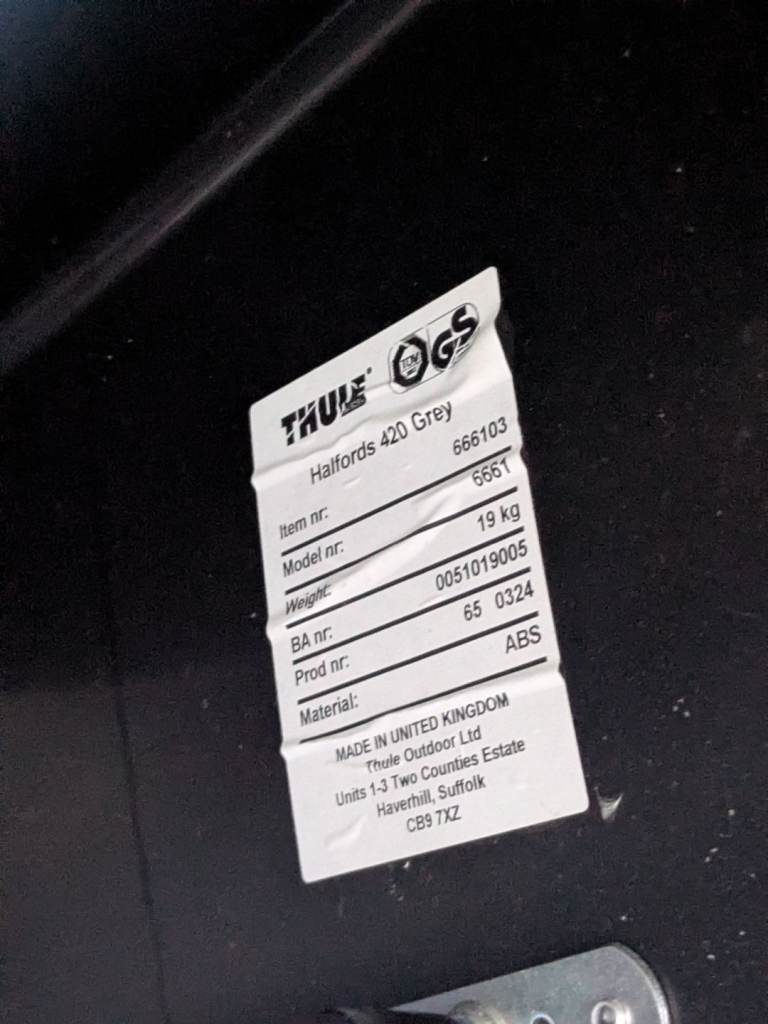 THULE®
TÜV GS
Halfords 420 Grey
Item nr: 666103
Model nr: 6661
Weight: 19 kg
BA nr: 0051019005
Prod nr: 65 0324
Material: ABS
MADE IN UNITED KINGDOM
Thule Outdoor Ltd
Units 1-3 Two Counties Estate
Haverhill, Suffolk
CB9 7XZ